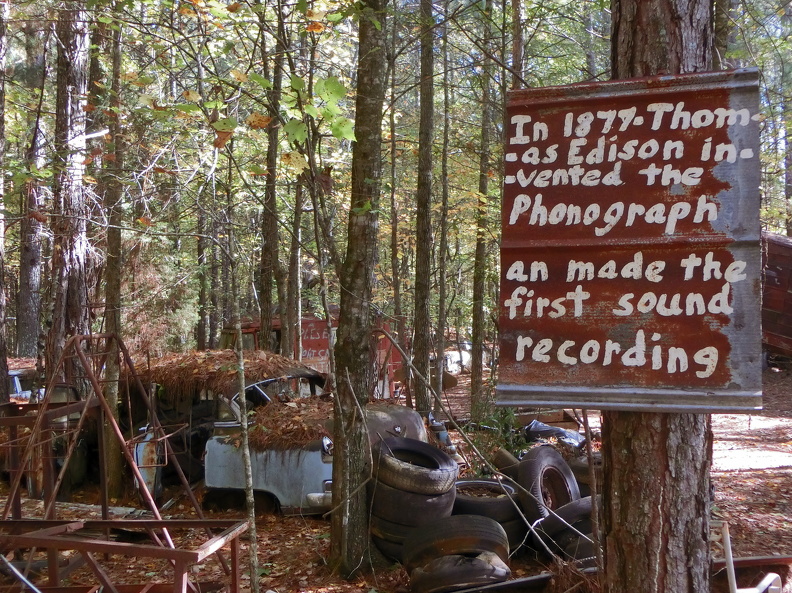 In 1877-Thom-
-as Edison in-
-vented the
Phonograph
an made the
first sound
recording